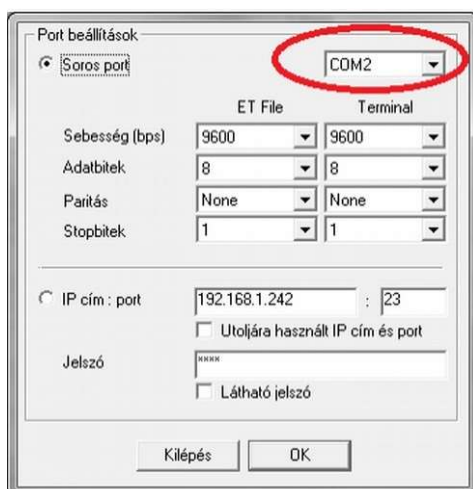 Port beállítások
Soros port COM2
ET File Terminal
Sebesség (bps) 9600 9600
Adatbitek 8 8
Paritás None None
Stopbitek 1 1
IP cím : port 192.168.1.242 : 23
Utoljára használt IP cím és port
Jelszó ****
Látható jelszó
Kilépés OK